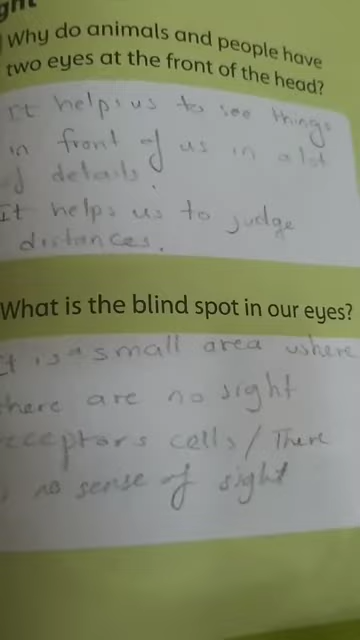 ght
Why do animals and people have
two eyes at the front of the head?
It helps us to see things
in front of us in a lot
of details.
It helps us to judge
distances.
What is the blind spot in our eyes?
It is a small area where
there are no sight
receptors cells/ There
no sense of sight